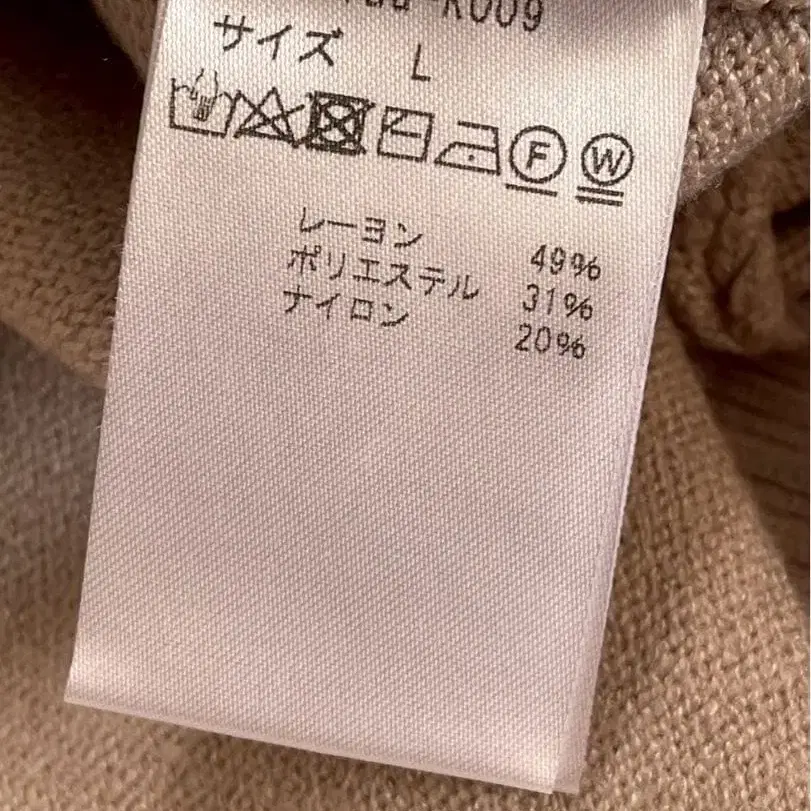 -K009
サイズ L
F W
レーヨン 49%
ポリエステル 31%
ナイロン 20%